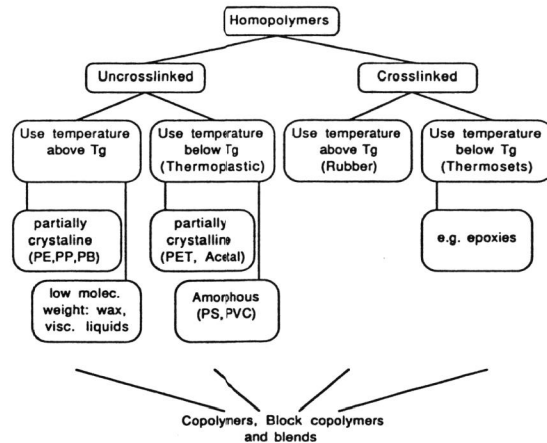 Homopolymers
Uncrosslinked
Crosslinked
Use temperature
above Tg
Use temperature
below Tg
(Thermoplastic)
Use temperature
above Tg
(Rubber)
Use temperature
below Tg
(Thermosets)
partially
crystaline
(PE,PP,PB)
partially
crystalline
(PET, Acetal)
e.g. epoxies
low molec.
weight: wax,
visc. liquids
Amorphous
(PS,PVC)
Copolymers, Block copolymers
and blends